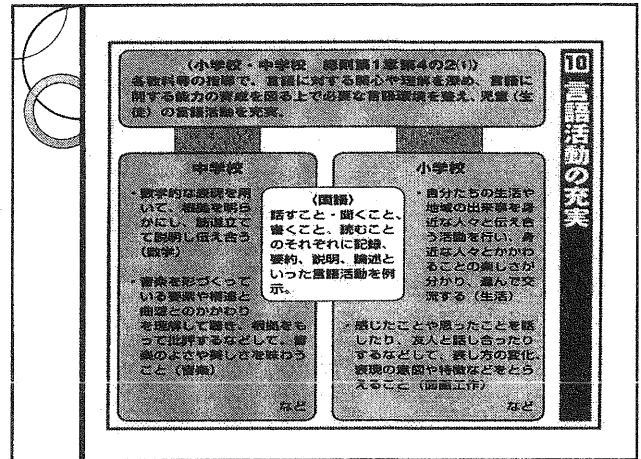 10 言語活動の充実
（小学校・中学校　総則第1章第4の2(1)）
各教科等の指導で、言語に対する関心や理解を深め、言語に
関する能力の育成を図る上で必要な言語環境を整え、児童（生
徒）の言語活動を充実。
中学校
・数学的な表現を用
いて、根拠を明ら
かにし、筋道立て
て説明し伝え合う
（数学）
・音楽を形づくって
いる要素や構造と
曲想とのかかわり
を理解して聴き、根拠をも
って批評するなどして、音
楽のよさや美しさを味わう
こと（音楽）
など
〈国語〉
話すこと・聞くこと、
書くこと、読むこと
のそれぞれに記録、
要約、説明、論述と
いった言語活動を例
示。
小学校
・自分たちの生活や
地域の出来事を身
近な人々と伝え合
う活動を行い、身
近な人々とかかわ
ることの楽しさが
分かり、進んで交
流する（生活）
・感じたことや思ったことを話
したり、友人と話し合ったり
するなどして、表し方の変化、
表現の意図や特徴などをとら
えること（図画工作）
など